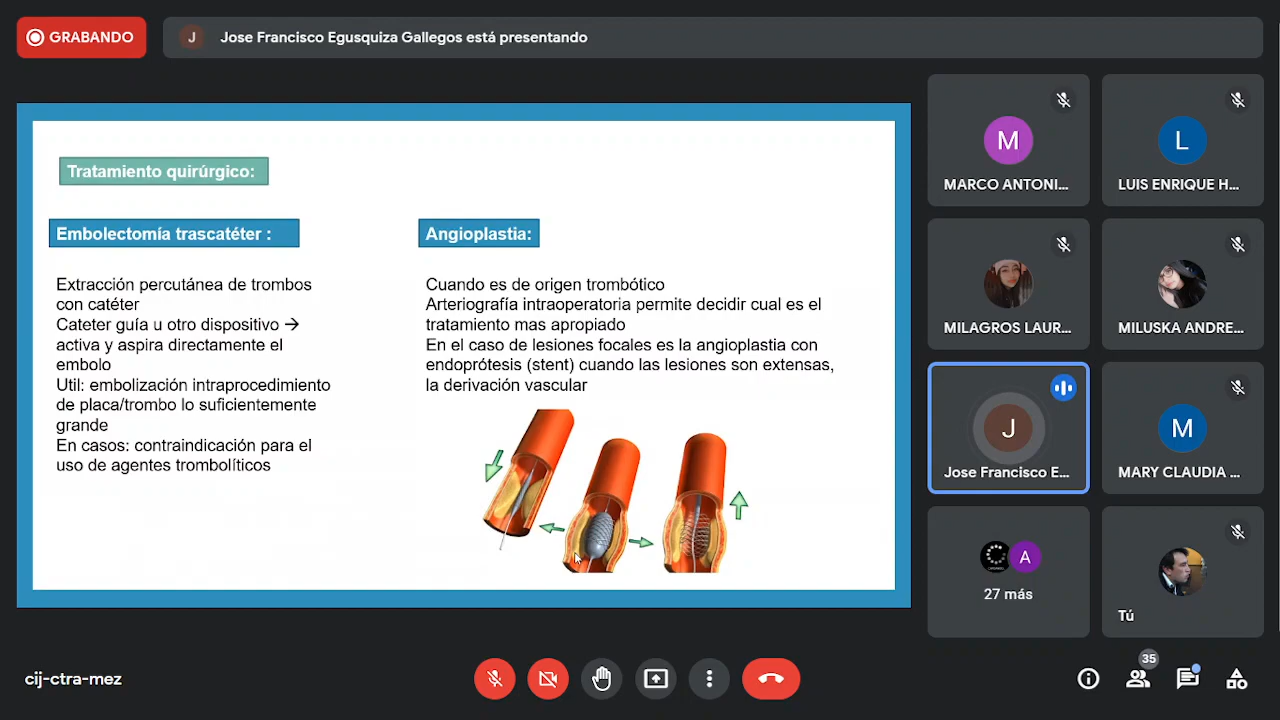 GRABANDO
J
Jose Francisco Egusquiza Gallegos está presentando
Tratamiento quirúrgico:
Embolectomía trascatéter :
Extracción percutánea de trombos
con catéter
Cateter guía u otro dispositivo →
activa y aspira directamente el
embolo
Util: embolización intraprocedimiento
de placa/trombo lo suficientemente
grande
En casos: contraindicación para el
uso de agentes trombolíticos
Angioplastia:
Cuando es de origen trombótico
Arteriografía intraoperatoria permite decidir cual es el
tratamiento mas apropiado
En el caso de lesiones focales es la angioplastia con
endoprótesis (stent) cuando las lesiones son extensas,
la derivación vascular
M
MARCO ANTONI...
L
LUIS ENRIQUE H...
MILAGROS LAUR...
MILUSKA ANDRE...
J
Jose Francisco E...
M
MARY CLAUDIA ...
A
27 más
Tú
cij-ctra-mez
35